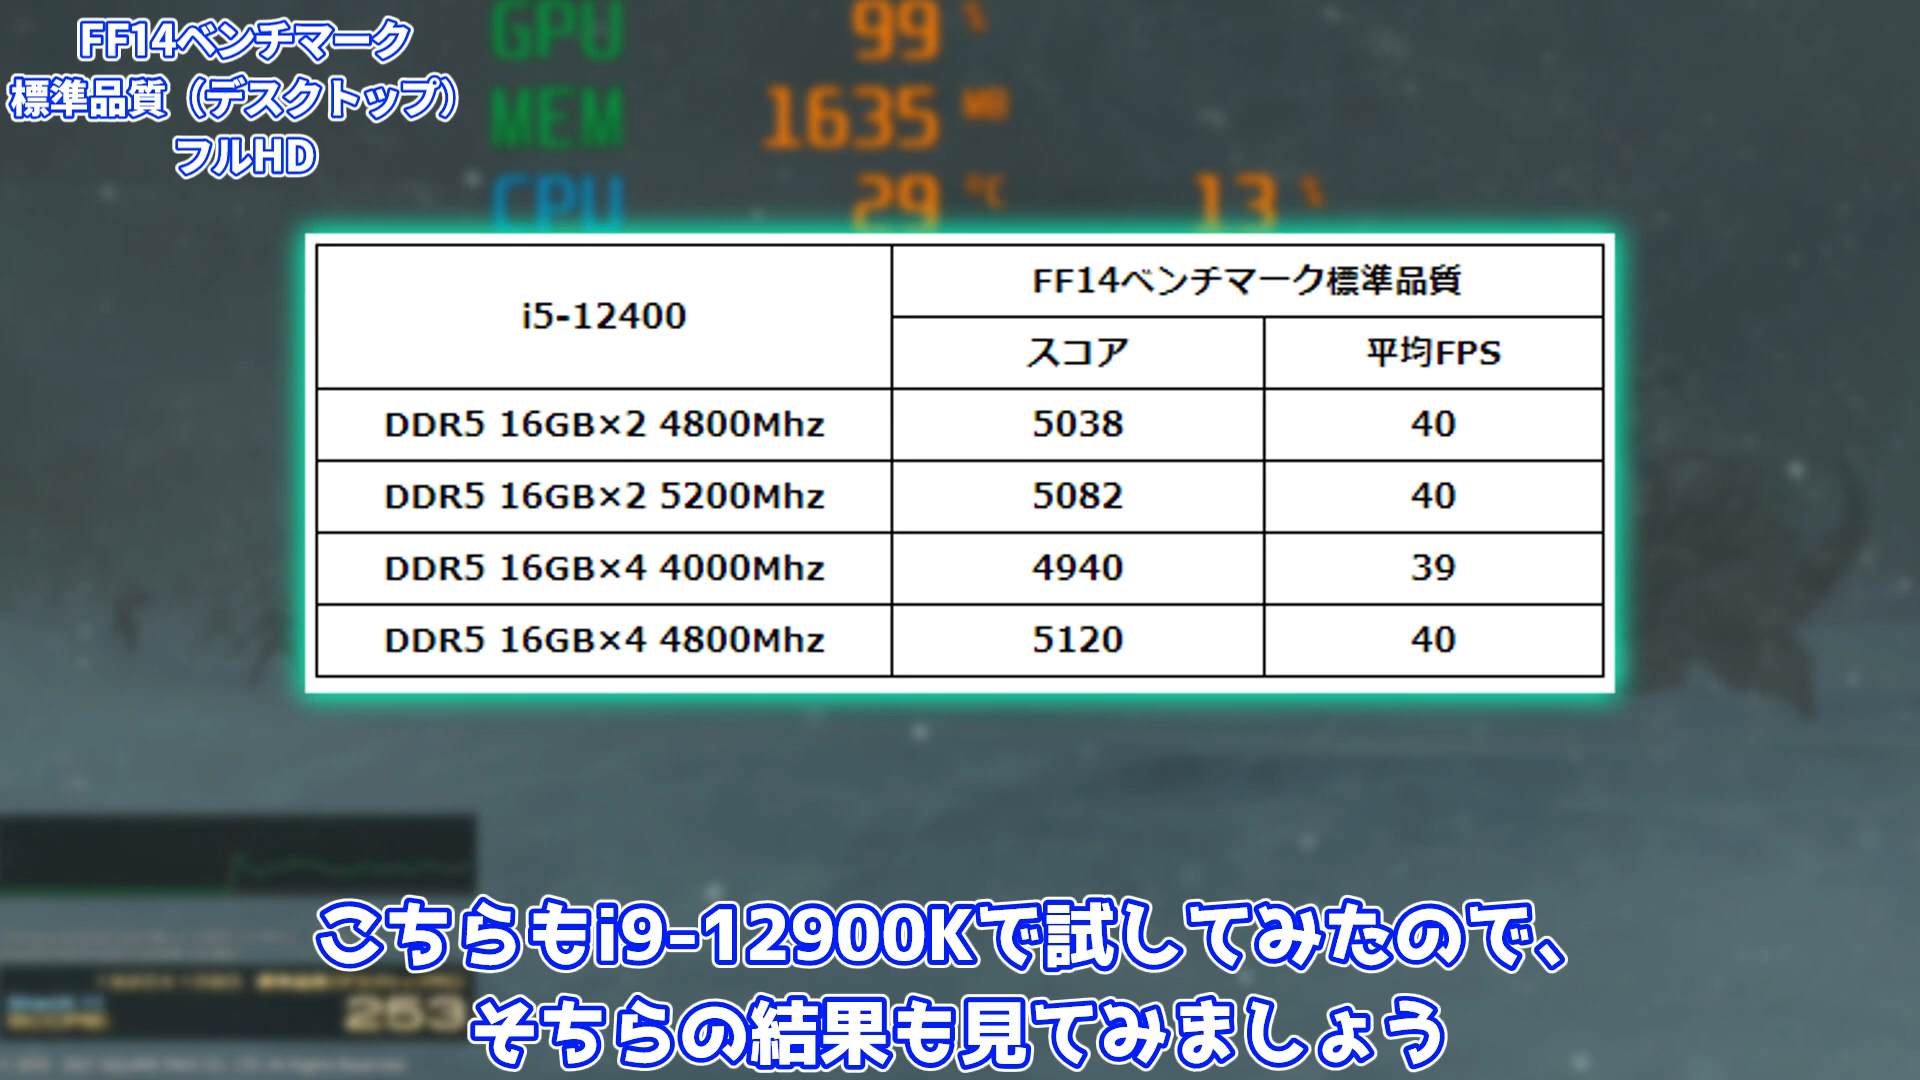 FF14ベンチマーク
標準品質（デスクトップ）
フルHD
GPU 99 %
MEM 1635 MB
CPU 29 ℃ 13 %
i5-12400
FF14ベンチマーク標準品質
スコア 平均FPS
DDR5 16GB×2 4800Mhz 5038 40
DDR5 16GB×2 5200Mhz 5082 40
DDR5 16GB×4 4000Mhz 4940 39
DDR5 16GB×4 4800Mhz 5120 40
253
こちらもi9-12900Kで試してみたので、
そちらの結果も見てみましょう